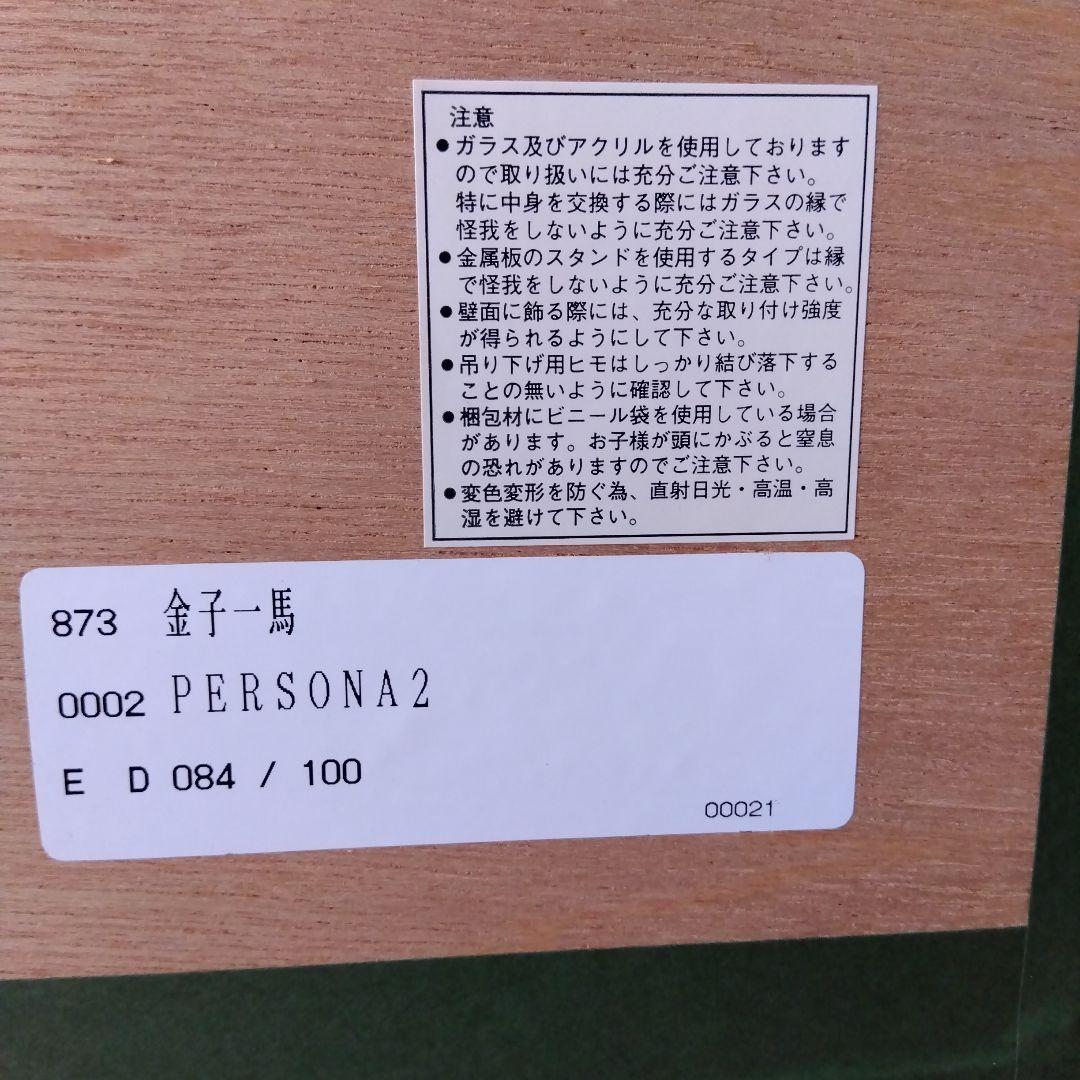 注意
●ガラス及びアクリルを使用しております
ので取り扱いには充分ご注意下さい。
特に中身を交換する際にはガラスの縁で
怪我をしないように充分ご注意下さい。
●金属板のスタンドを使用するタイプは縁
で怪我をしないように充分ご注意下さい。
●壁面に飾る際には、充分な取り付け強度
が得られるようにして下さい。
●吊り下げ用ヒモはしっかり結び落下する
ことの無いように確認して下さい。
●梱包材にビニール袋を使用している場合
があります。お子様が頭にかぶると窒息
の恐れがありますのでご注意下さい。
●変色変形を防ぐ為、直射日光・高温・高
湿を避けて下さい。
873 金子一馬
0002 PERSONA2
E D 084 / 100
00021